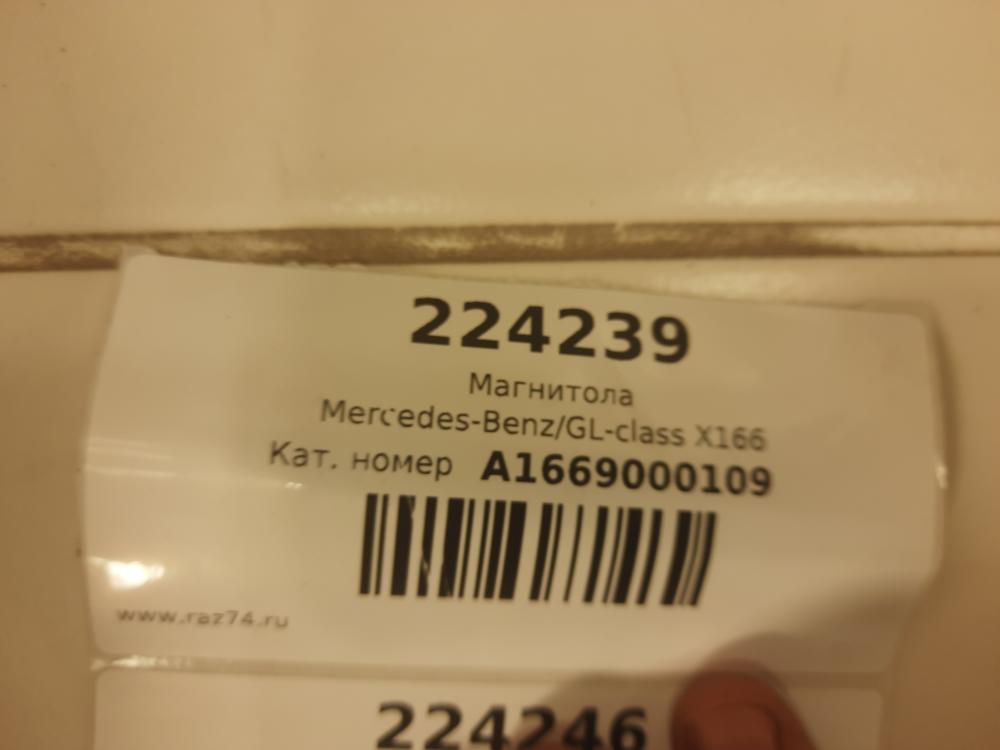 224239
Магнитола
Mercedes-Benz/GL-class X166
Кат. номер A1669000109
www.raz74.ru
224246